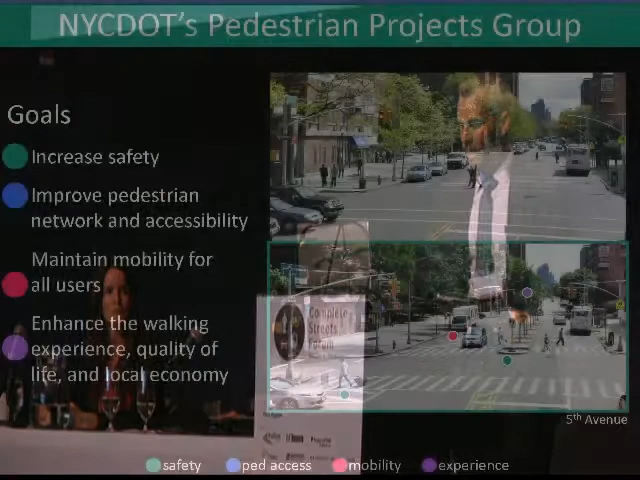 NYCDOT's Pedestrian Projects Group
Goals
Increase safety
Improve pedestrian
network and accessibility
Maintain mobility for
all users
Enhance the walking
experience, quality of
life, and local economy
Complete
Streets
Forum
5th Avenue
safety
ped access
mobility
experience